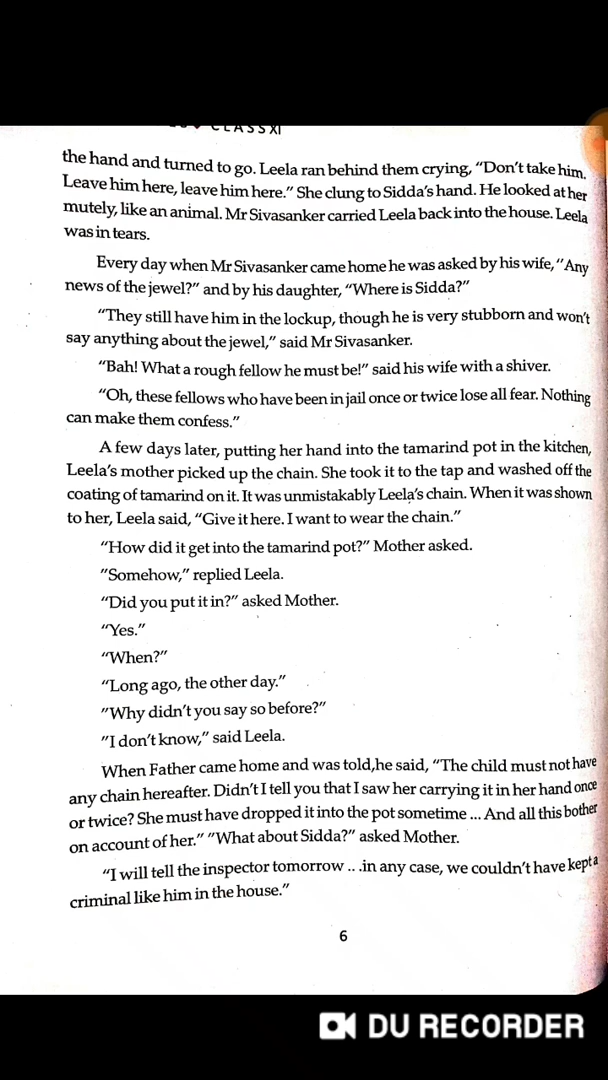 CLASS XI
the hand and turned to go. Leela ran behind them crying, "Don't take him.
Leave him here, leave him here." She clung to Sidda's hand. He looked at her
mutely, like an animal. Mr Sivasanker carried Leela back into the house. Leela
was in tears.
Every day when Mr Sivasanker came home he was asked by his wife, "Any
news of the jewel?" and by his daughter, "Where is Sidda?"
"They still have him in the lockup, though he is very stubborn and won't
say anything about the jewel," said Mr Sivasanker.
"Bah! What a rough fellow he must be!" said his wife with a shiver.
"Oh, these fellows who have been in jail once or twice lose all fear. Nothing
can make them confess."
A few days later, putting her hand into the tamarind pot in the kitchen,
Leela's mother picked up the chain. She took it to the tap and washed off the
coating of tamarind on it. It was unmistakably Leela's chain. When it was shown
to her, Leela said, "Give it here. I want to wear the chain."
"How did it get into the tamarind pot?" Mother asked.
"Somehow," replied Leela.
"Did you put it in?" asked Mother.
"Yes."
"When?"
"Long ago, the other day."
"Why didn't you say so before?"
"I don't know," said Leela.
When Father came home and was told,he said, "The child must not have
any chain hereafter. Didn't I tell you that I saw her carrying it in her hand once
or twice? She must have dropped it into the pot sometime ... And all this bother
on account of her." "What about Sidda?" asked Mother.
"I will tell the inspector tomorrow .. .in any case, we couldn't have kept a
criminal like him in the house."
6
DU RECORDER